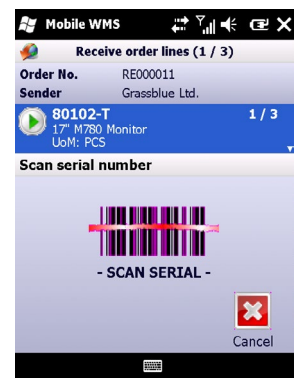 Mobile WMS
Receive order lines (1 / 3)
Order No. RE000011
Sender Grassblue Ltd.
80102-T 1 / 3
17" M780 Monitor
UoM: PCS
Scan serial number
- SCAN SERIAL -
Cancel